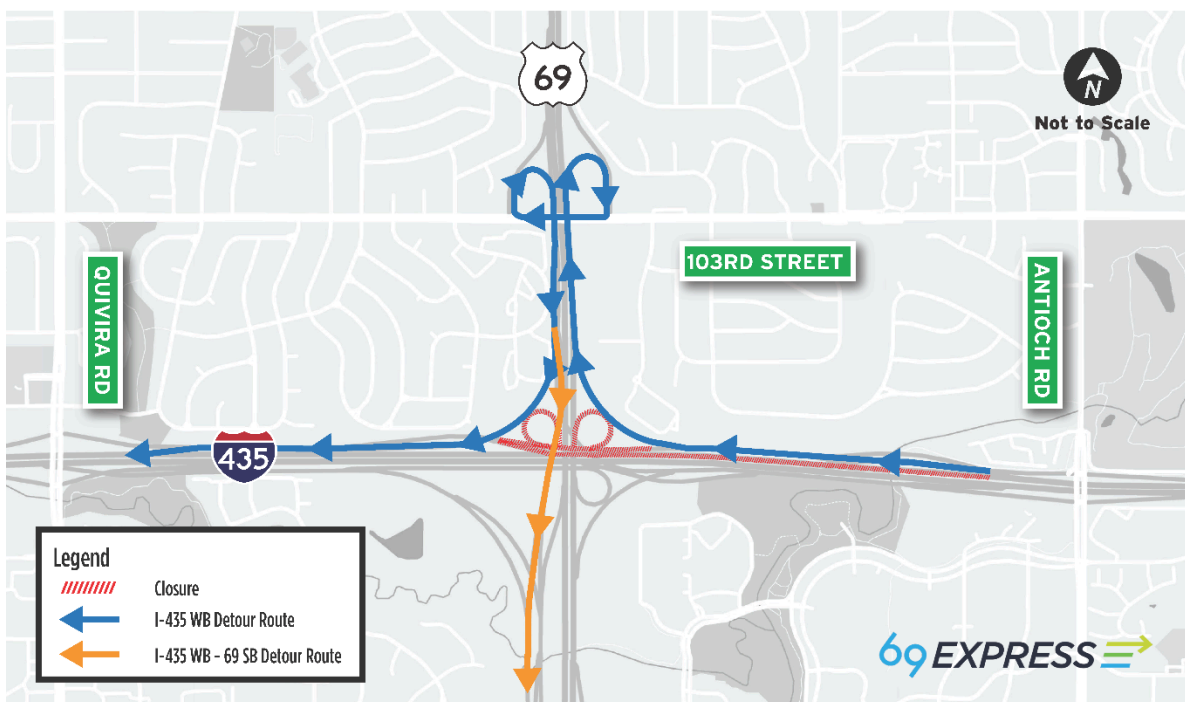 69
N
Not to Scale
103RD STREET
QUIVIRA RD
ANTIOCH RD
435
Legend
Closure
I-435 WB Detour Route
I-435 WB - 69 SB Detour Route
69 EXPRESS